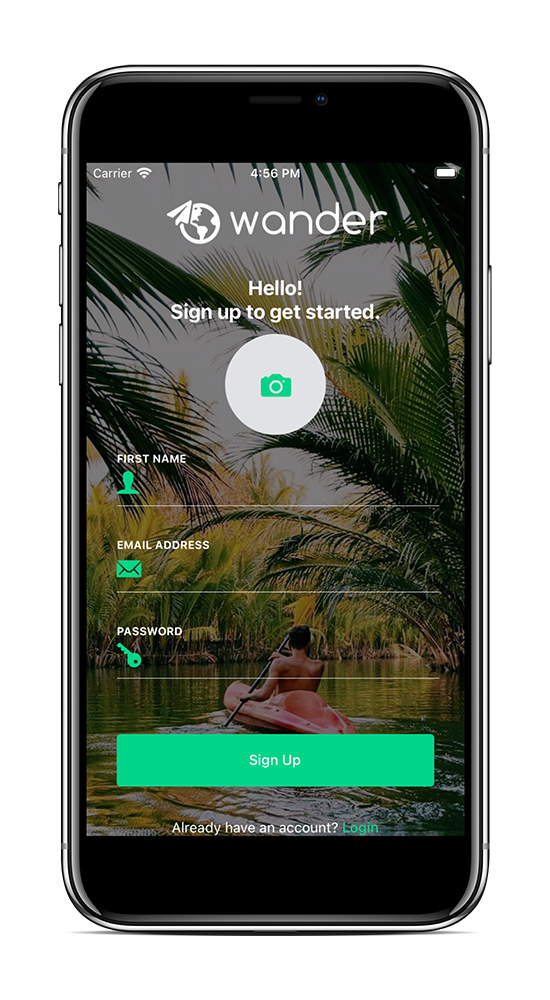 Carrier 4:56 PM
wander
Hello!
Sign up to get started.
FIRST NAME
EMAIL ADDRESS
PASSWORD
Sign Up
Already have an account? Login